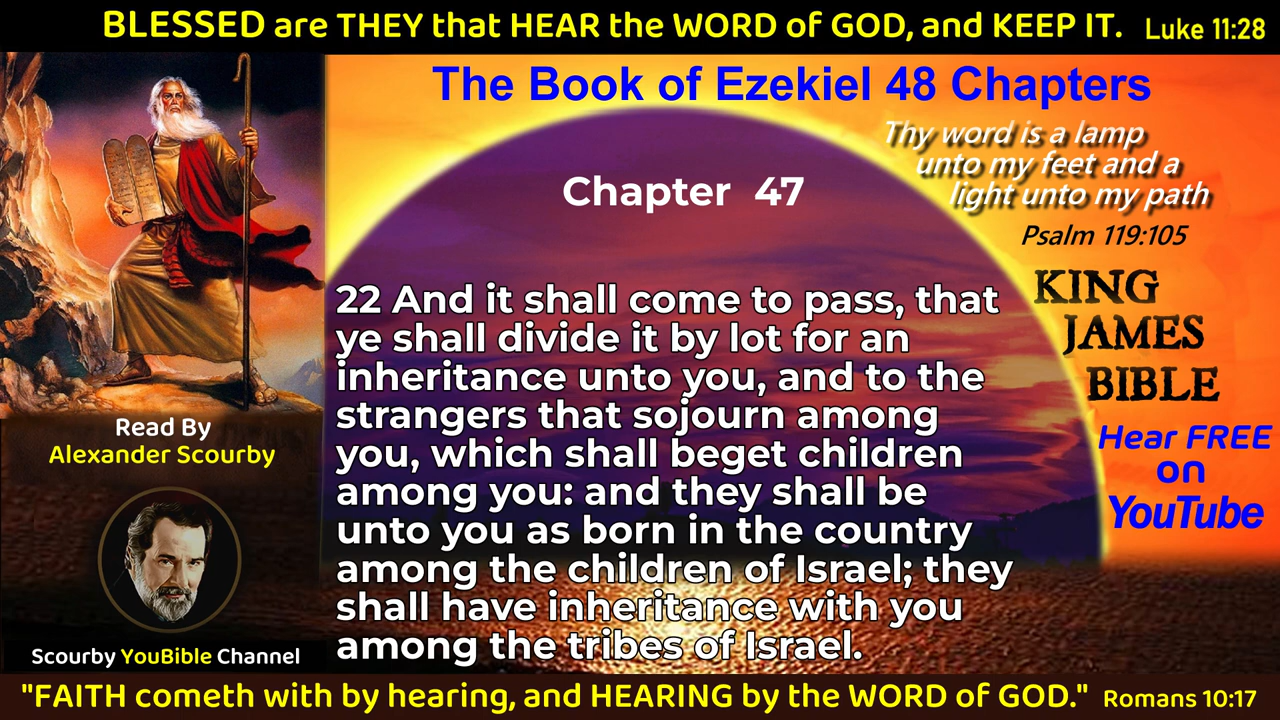 BLESSED are THEY that HEAR the WORD of GOD, and KEEP IT. Luke 11:28
The Book of Ezekiel 48 Chapters
Thy word is a lamp
unto my feet and a
light unto my path
Psalm 119:105
Chapter 47
22 And it shall come to pass, that
ye shall divide it by lot for an
inheritance unto you, and to the
strangers that sojourn among
you, which shall beget children
among you: and they shall be
unto you as born in the country
among the children of Israel; they
shall have inheritance with you
among the tribes of Israel.
KING
JAMES
BIBLE
Hear FREE
on
YouTube
Read By
Alexander Scourby
Scourby YouBible Channel
"FAITH cometh with by hearing, and HEARING by the WORD of GOD." Romans 10:17